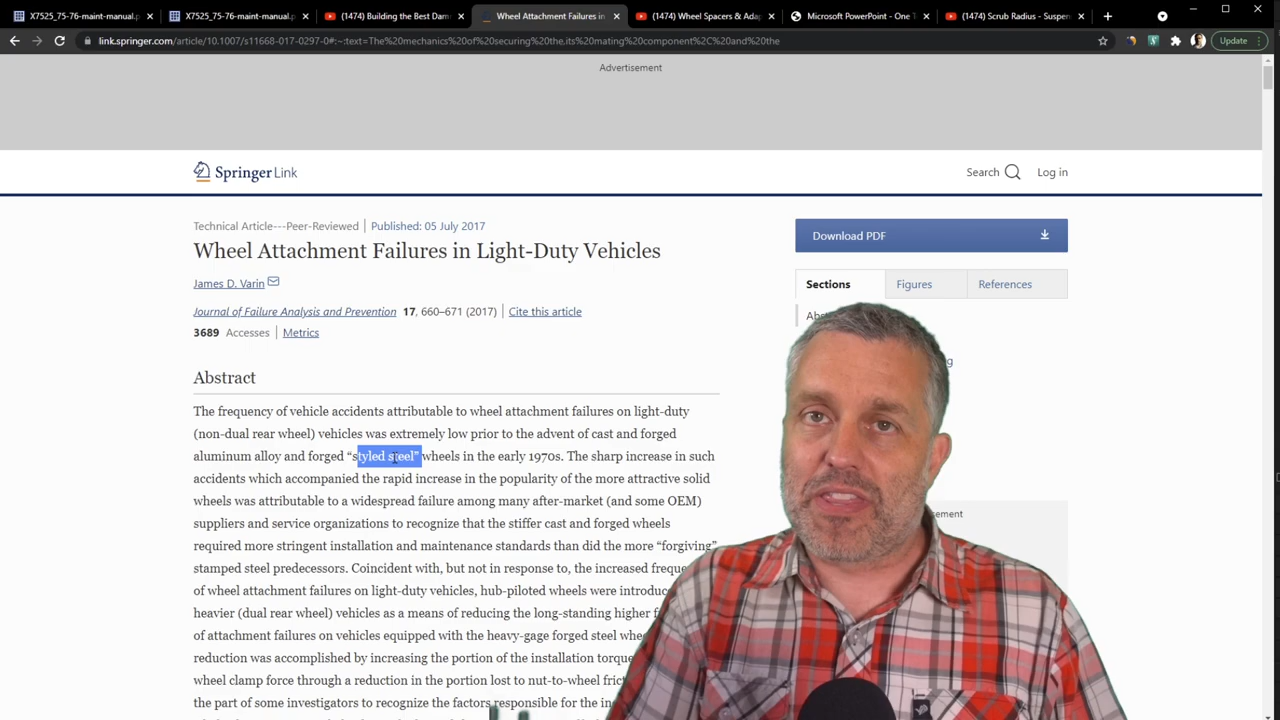 X7525_75-76-maint-manual.p
X7525_75-76-maint-manual.p
(1474) Building the Best Dam
Wheel Attachment Failures in
(1474) Wheel Spacers & Ada
Microsoft PowerPoint - One T
(1474) Scrub Radius - Suspen
link.springer.com/article/10.1007/s11668-017-0297-0#:~:text=The%20mechanics%20of%20securing%20the,its%20mating%20component%2C%20and%20the
Update
Advertisement
Springer Link
Search
Log in
Technical Article---Peer-Reviewed | Published: 05 July 2017
Wheel Attachment Failures in Light-Duty Vehicles
James D. Varin
Journal of Failure Analysis and Prevention 17, 660–671 (2017) | Cite this article
3689 Accesses | Metrics
Download PDF
Sections
Figures
References
Abstract
The frequency of vehicle accidents attributable to wheel attachment failures on light-duty
(non-dual rear wheel) vehicles was extremely low prior to the advent of cast and forged
aluminum alloy and forged “styled steel” wheels in the early 1970s. The sharp increase in such
accidents which accompanied the rapid increase in the popularity of the more attractive solid
wheels was attributable to a widespread failure among many after-market (and some OEM)
suppliers and service organizations to recognize that the stiffer cast and forged wheels
required more stringent installation and maintenance standards than did the more “forgiving”
stamped steel predecessors. Coincident with, but not in response to, the increased
of wheel attachment failures on light-duty vehicles, hub-piloted wheels were
heavier (dual rear wheel) vehicles as a means of reducing the long-standing higher
of attachment failures on vehicles equipped with the heavy-gage forged steel
reduction was accomplished by increasing the portion of the installation
wheel clamp force through a reduction in the portion lost to nut-to-wheel
the part of some investigators to recognize the factors responsible for the